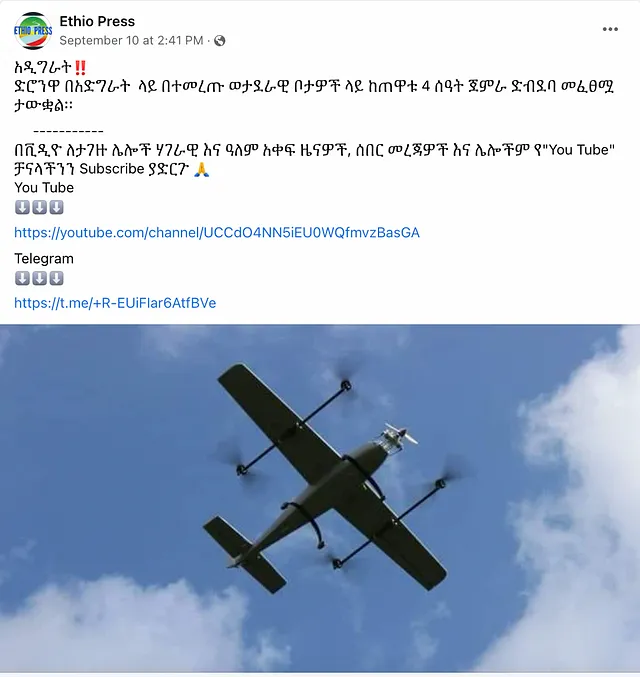 Ethio Press
September 10 at 2:41 PM ·
ETHIO PRESS
አዲግራት‼️
ድሮንዋ በአድግራት ላይ በተመረጡ ወታደራዊ ቦታዎች ላይ ከጠዋቱ 4 ሰዓት ጀምራ ድብደባ መፈፀሟ
ታውቋል፡፡
-----------
በቪዲዮ ለታገዙ ሌሎች ሃገራዊ እና ዓለም አቀፍ ዜናዎች, ሰበር መረጃዎች እና ሌሎችም የ"You Tube"
ቻናላችንን Subscribe ያድርጉ 🙏
You Tube
⬇️⬇️⬇️
https://youtube.com/channel/UCCdO4NN5iEU0WQfmvzBasGA
Telegram
⬇️⬇️⬇️
https://t.me/+R-EUiFlar6AtfBVe